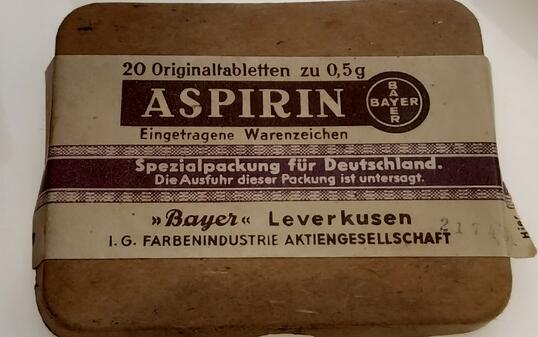 20 Originaltabletten zu 0,5g
ASPIRIN
BAYER
BAYER
Eingetragene Warenzeichen
Spezialpackung für Deutschland.
Die Ausfuhr dieser Packung ist untersagt.
»Bayer« Leverkusen
I.G. FARBENINDUSTRIE AKTIENGESELLSCHAFT